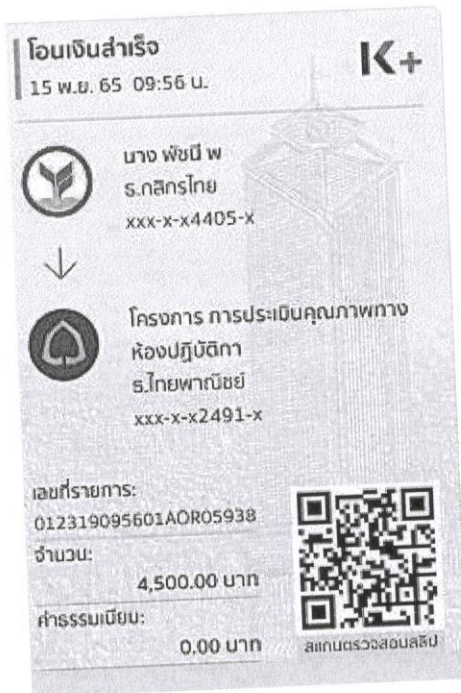 โอนเงินสำเร็จ
15 พ.ย. 65 09:56 น.
K+
นาง พัชนี พ
ธ.กสิกรไทย
xxx-x-x4405-x
โครงการ การประเมินคุณภาพทาง
ห้องปฏิบัติกา
ธ.ไทยพาณิชย์
xxx-x-x2491-x
เลขที่รายการ:
012319095601AOR05938
จำนวน:
4,500.00 บาท
ค่าธรรมเนียม:
0.00 บาท
สแกนตรวจสอบสลิป